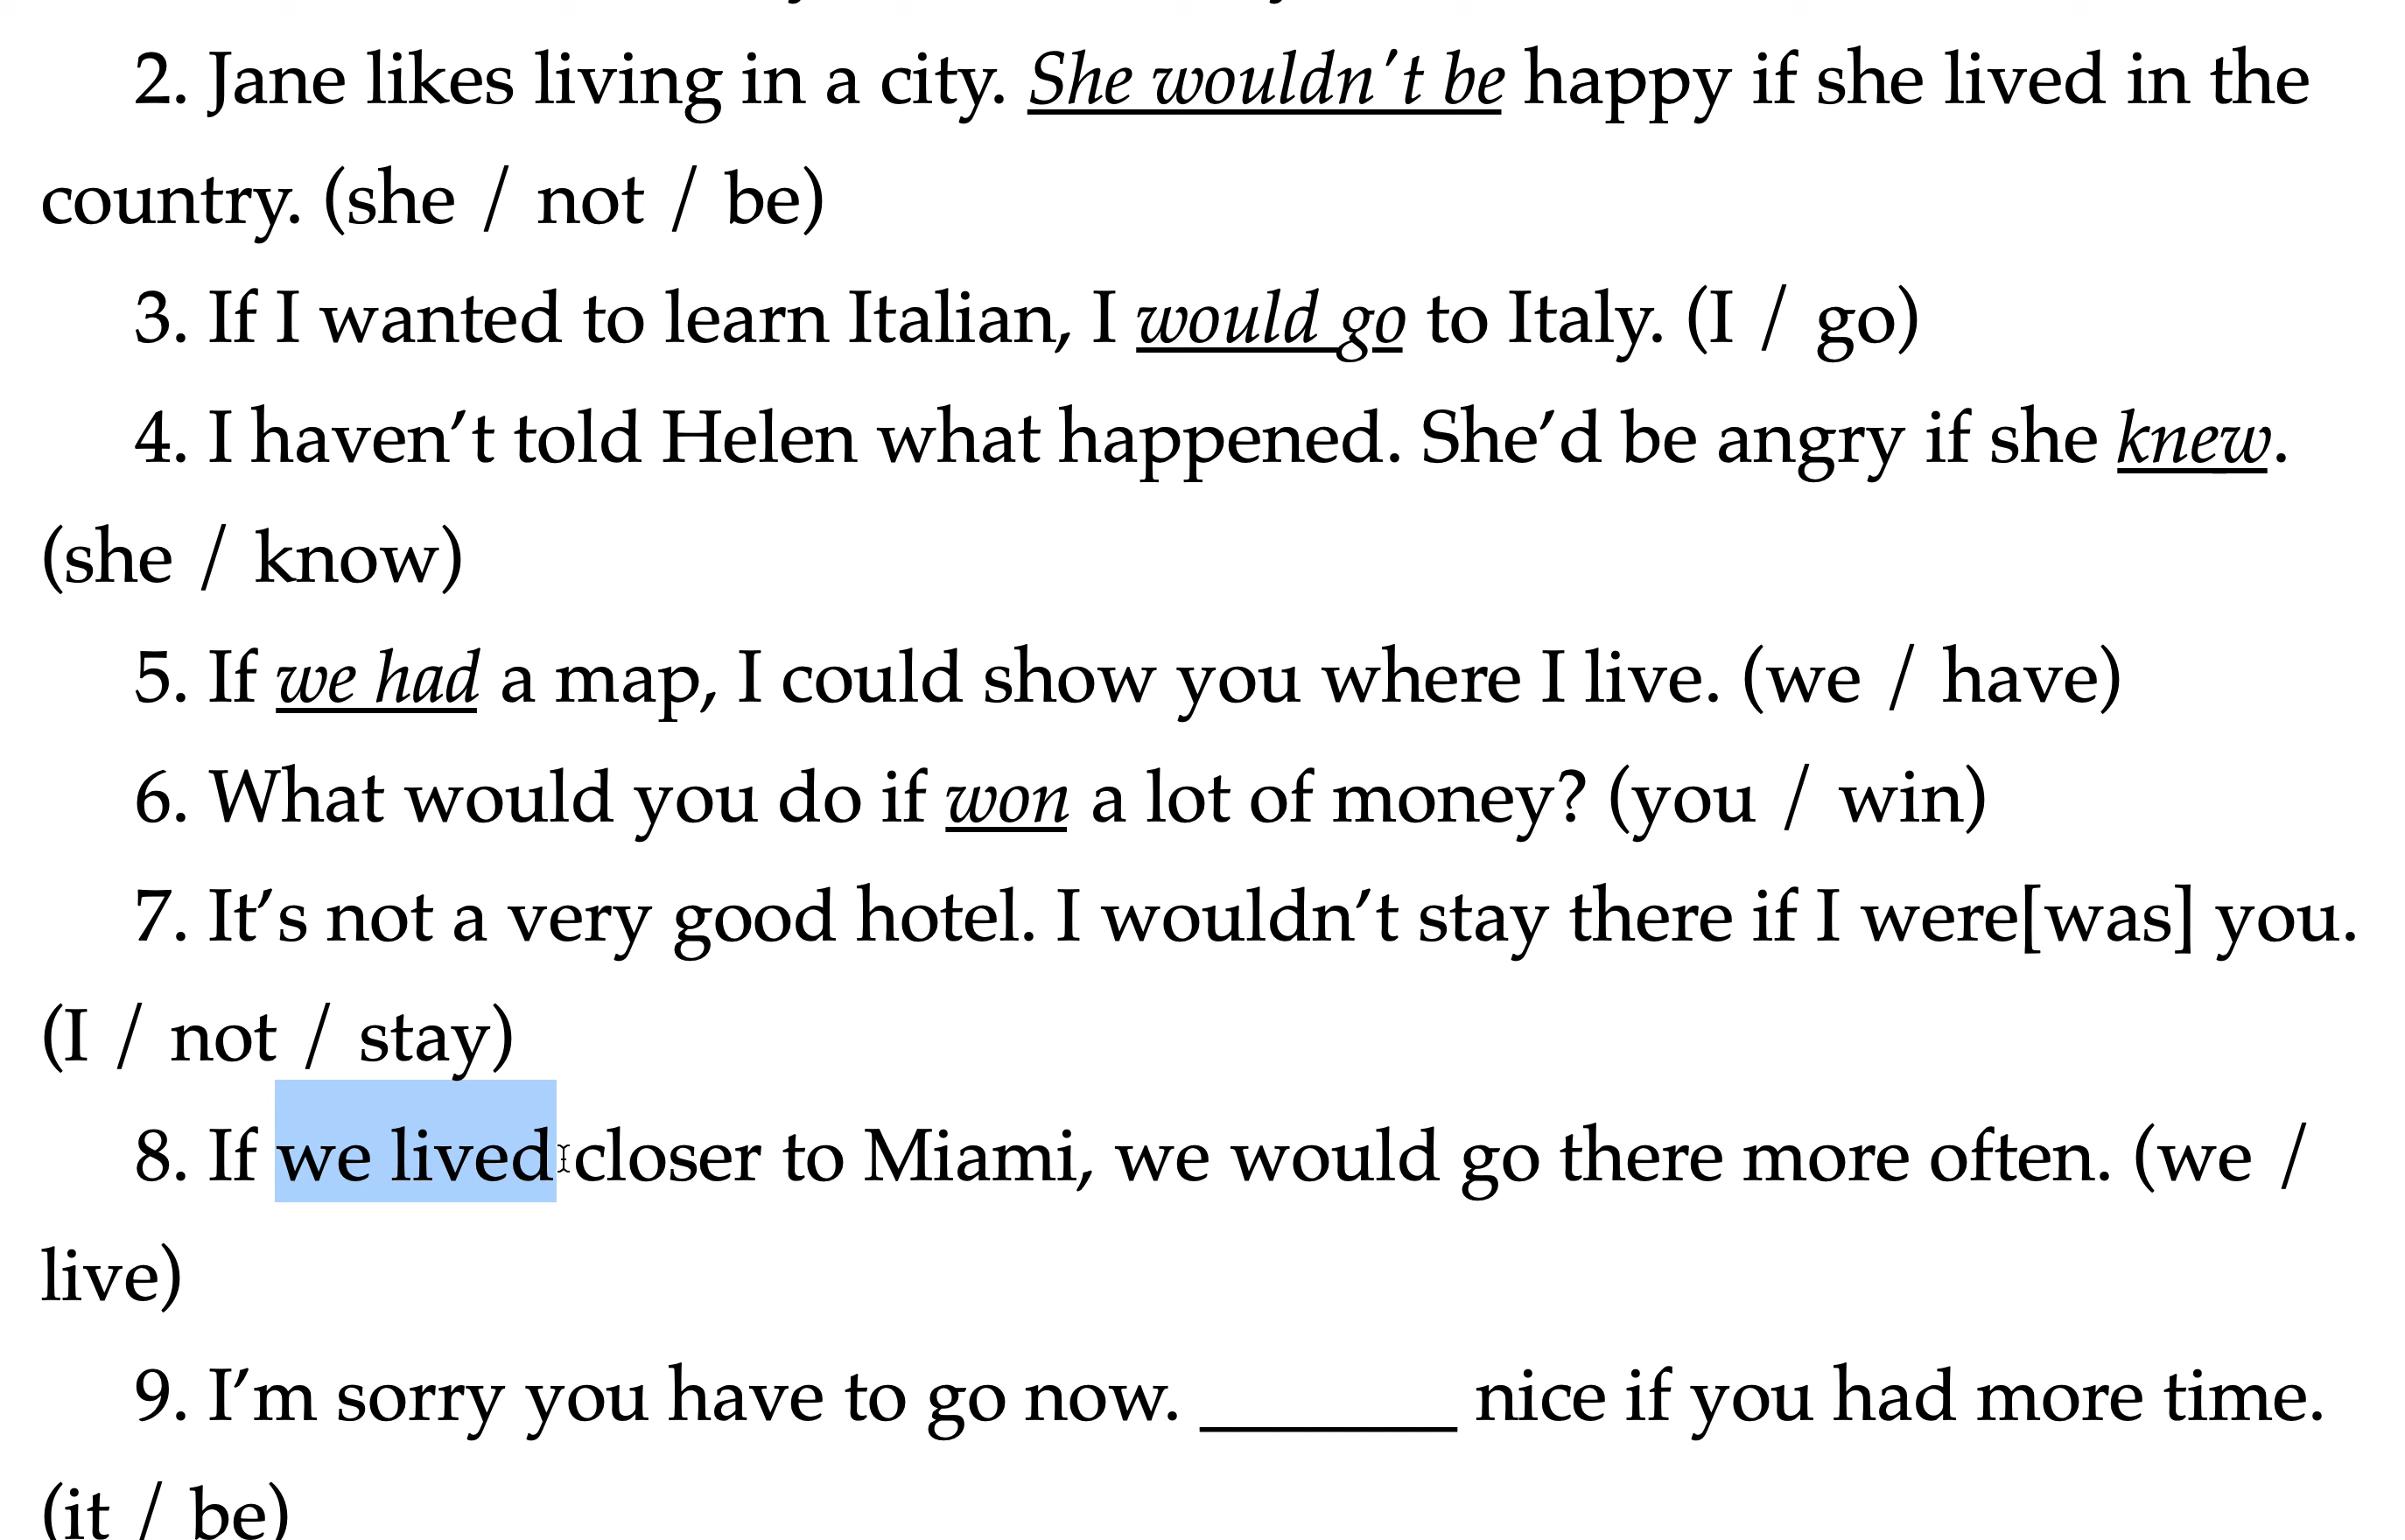 2. Jane likes living in a city. She wouldn't be happy if she lived in the
country. (she / not / be)
3. If I wanted to learn Italian, I would go to Italy. (I / go)
4. I haven't told Helen what happened. She'd be angry if she knew.
(she / know)
5. If we had a map, I could show you where I live. (we / have)
6. What would you do if won a lot of money? (you / win)
7. It's not a very good hotel. I wouldn't stay there if I were[was] you.
(I / not / stay)
8. If we lived closer to Miami, we would go there more often. (we /
live)
9. I'm sorry you have to go now. ________ nice if you had more time.
(it / be)